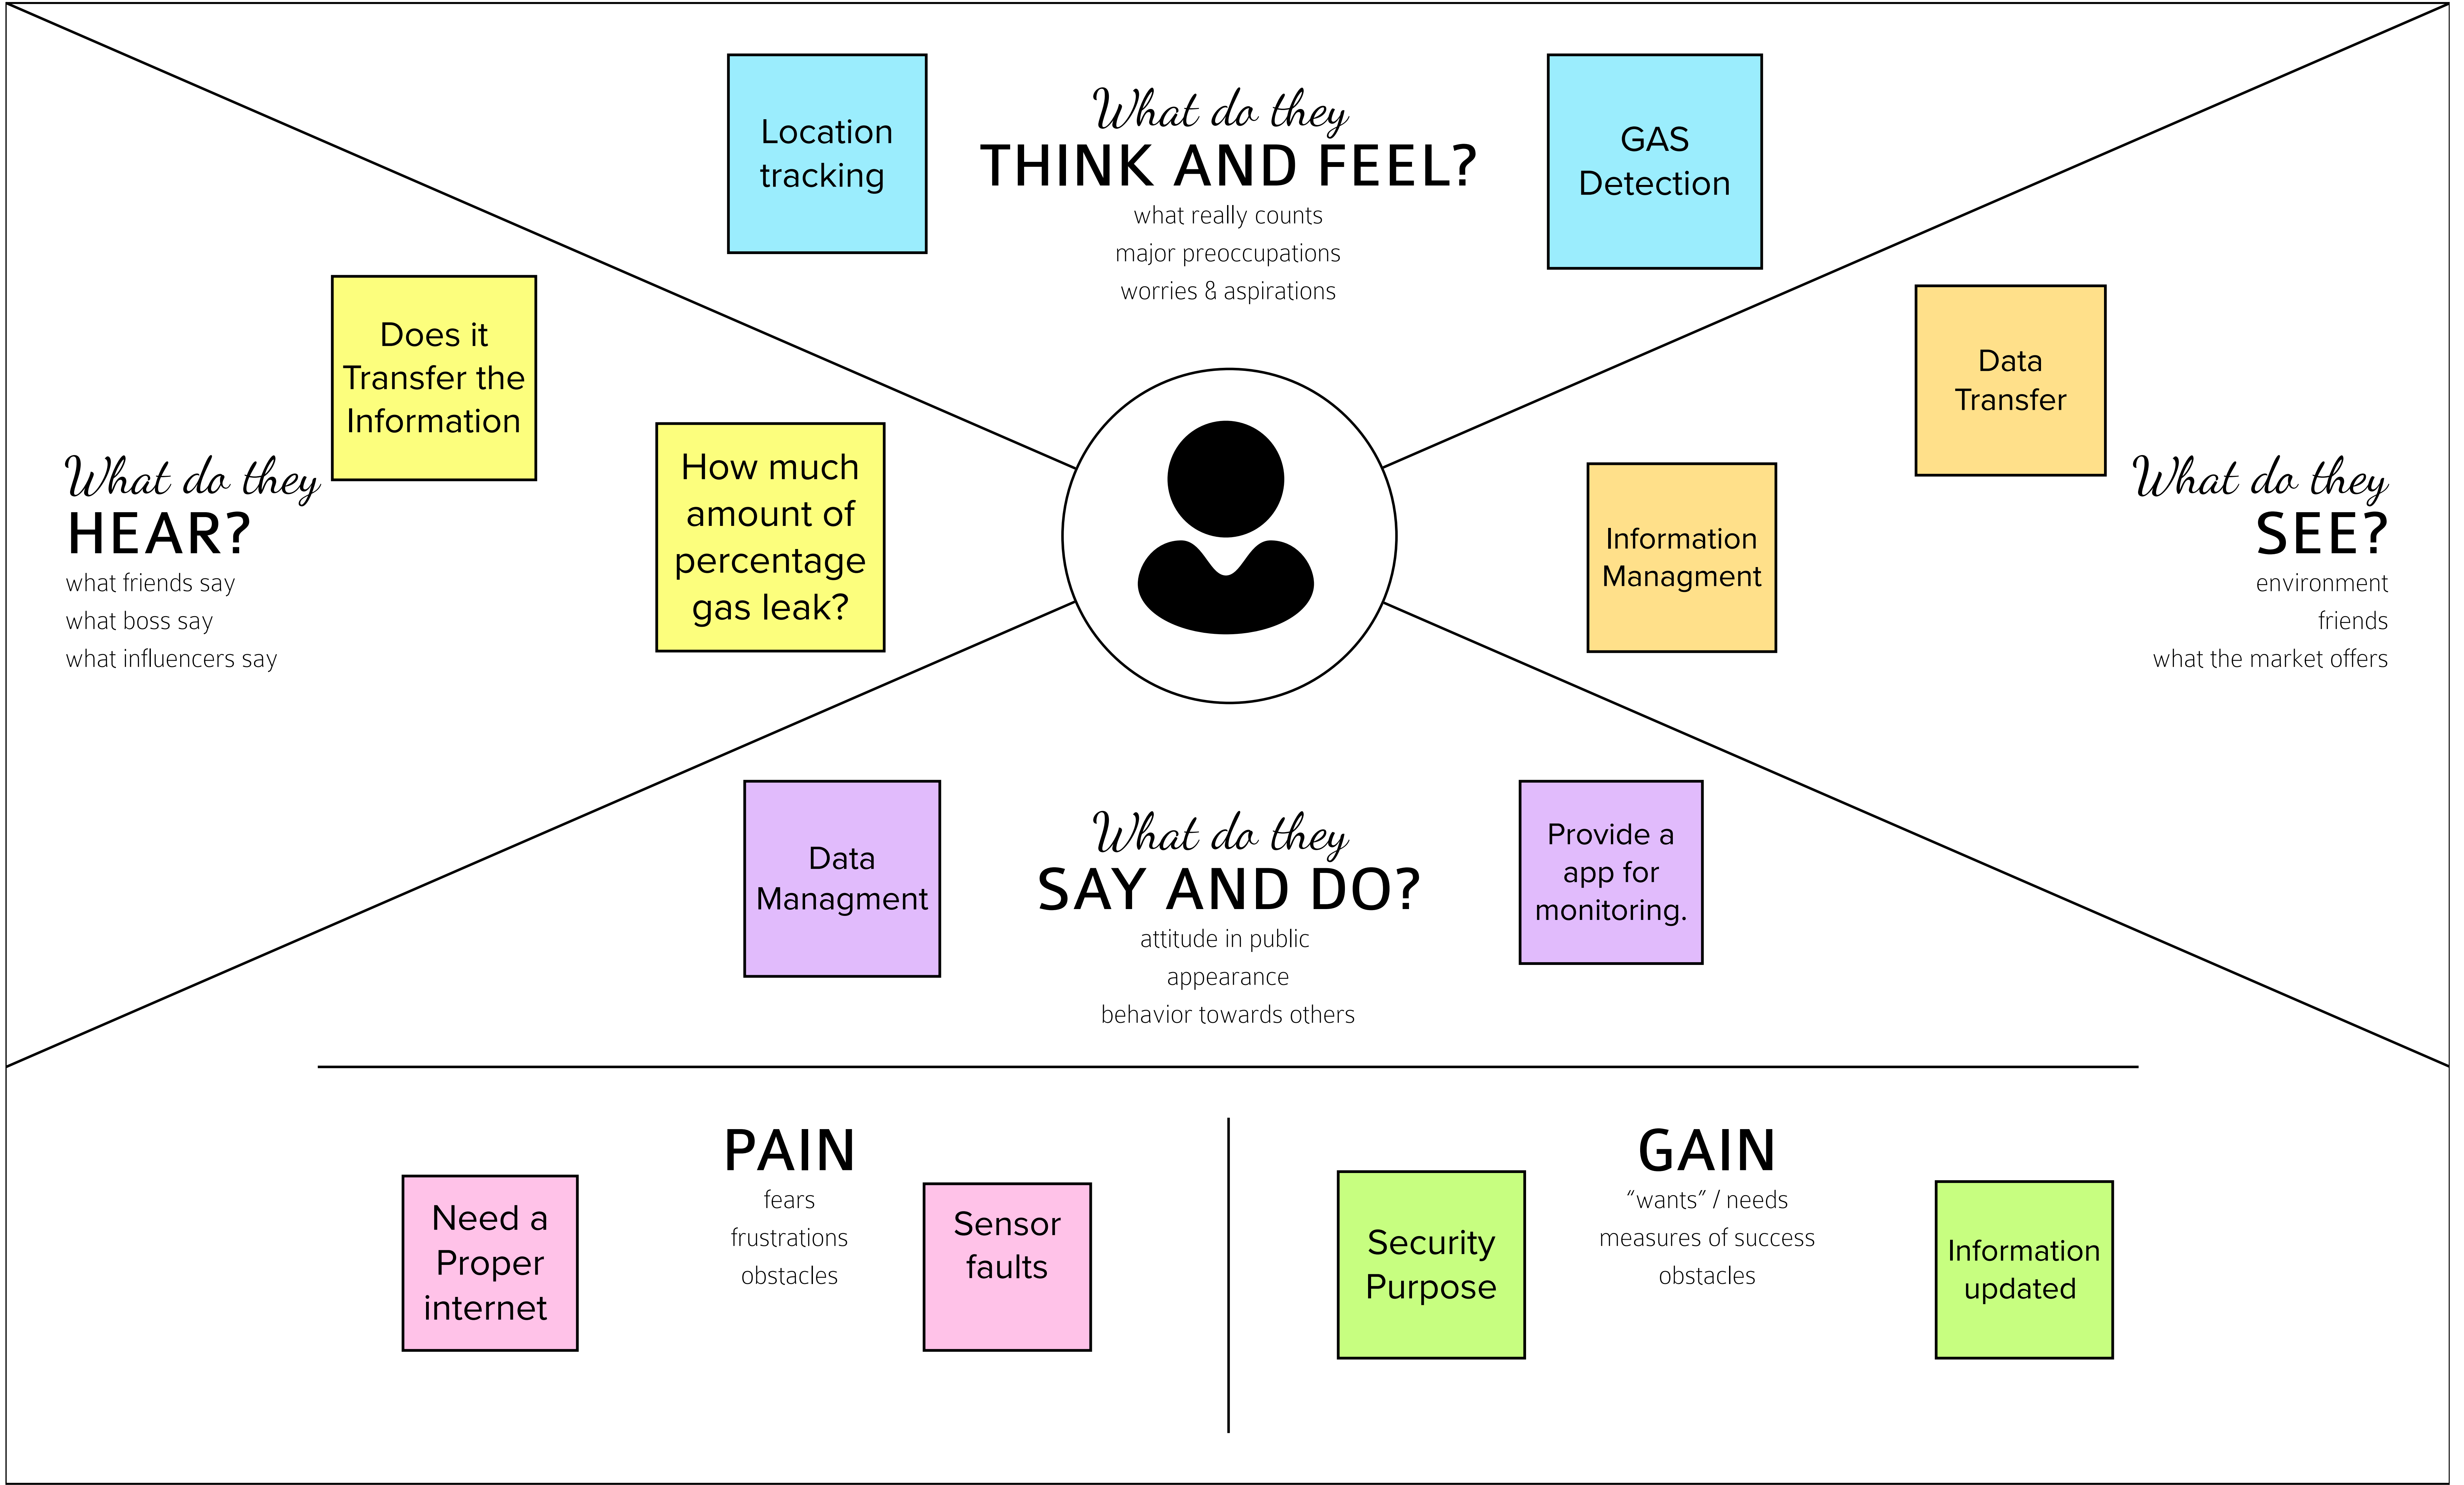 Location
tracking
What do they
THINK AND FEEL?
what really counts
major preoccupations
worries & aspirations
GAS
Detection
Does it
Transfer the
Information
How much
amount of
percentage
gas leak?
What do they
HEAR?
what friends say
what boss say
what influencers say
Data
Transfer
Information
Managment
What do they
SEE?
environment
friends
what the market offers
Data
Managment
What do they
SAY AND DO?
attitude in public
appearance
behavior towards others
Provide a
app for
monitoring.
PAIN
fears
frustrations
obstacles
Need a
Proper
internet
Sensor
faults
GAIN
“wants” / needs
measures of success
obstacles
Security
Purpose
Information
updated